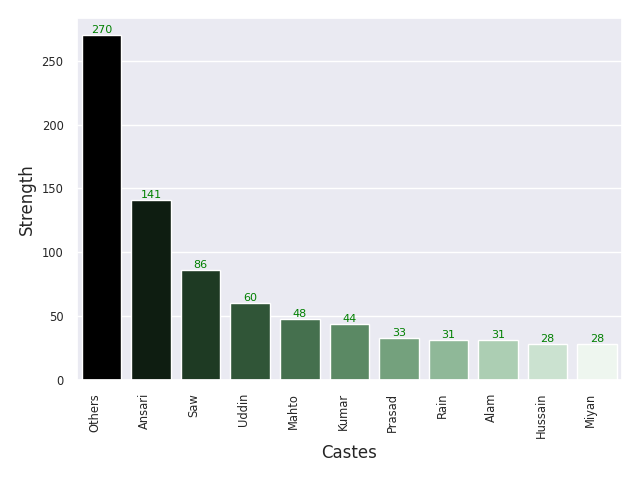 270
250
200
150
100
50
0
141
86
60
48
44
33
31
31
28
28
Strength
Others
Ansari
Saw
Uddin
Mahto
Kumar
Prasad
Rain
Alam
Hussain
Miyan
Castes